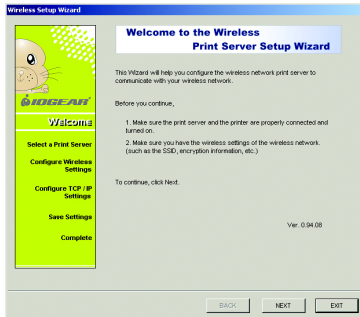 Wireless Setup Wizard
Welcome to the Wireless
Print Server Setup Wizard
This Wizard will help you configure the wireless network print server to
communicate with your wireless network.
Before you continue,
1. Make sure the print server and the printer are properly connected and
turned on.
2. Make sure you have the wireless settings of the wireless network.
(such as the SSID, encryption information, etc.)
To continue, click Next.
Ver. 0.94.08
IOGEAR
Welcome
Select a Print Server
Configure Wireless
Settings
Configure TCP / IP
Settings
Save Settings
Complete
BACK
NEXT
EXIT